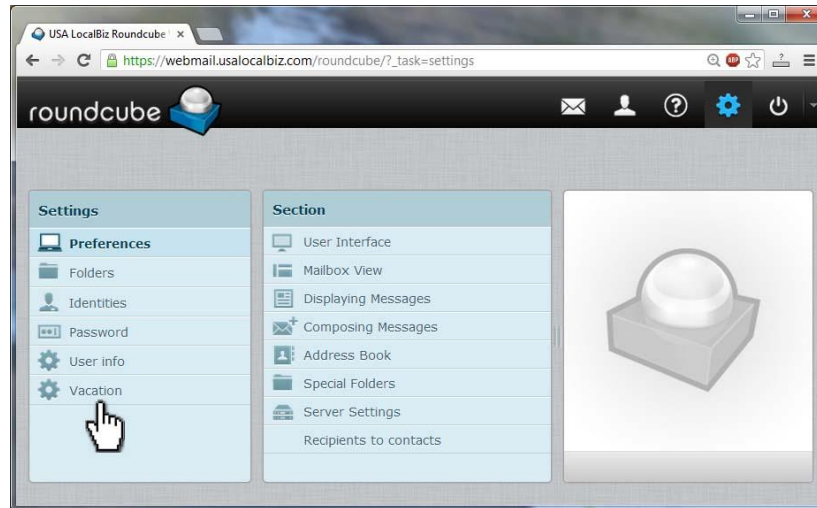 USA LocalBiz Roundcube
https://webmail.usalocalbiz.com/roundcube/?_task=settings
ABP
roundcube
Settings
Preferences
Folders
Identities
Password
User info
Vacation
Section
User Interface
Mailbox View
Displaying Messages
Composing Messages
Address Book
Special Folders
Server Settings
Recipients to contacts